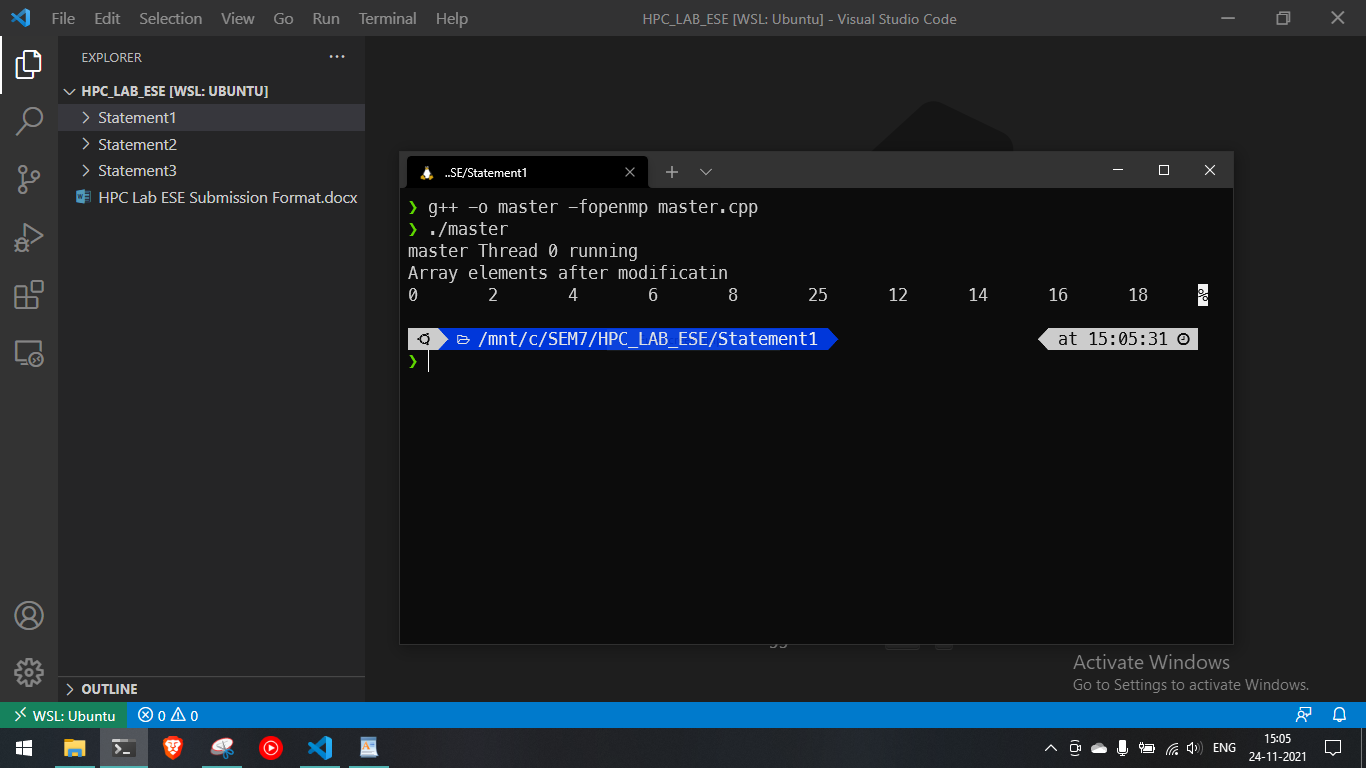 File Edit Selection View Go Run Terminal Help
HPC_LAB_ESE [WSL: Ubuntu] - Visual Studio Code
EXPLORER
HPC_LAB_ESE [WSL: UBUNTU]
Statement1
Statement2
Statement3
HPC Lab ESE Submission Format.docx
OUTLINE
..SE/Statement1
❯ g++ -o master -fopenmp master.cpp
❯ ./master
master Thread 0 running
Array elements after modificatin
0 2 4 6 8 25 12 14 16 18 %
/mnt/c/SEM7/HPC_LAB_ESE/Statement1 at 15:05:31
❯
Activate Windows
Go to Settings to activate Windows.
WSL: Ubuntu 0 0
ENG
15:05
24-11-2021